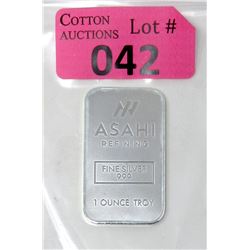 COTTON
AUCTIONS
Lot #
042
ASAHI
REFINING
FINE SILVER
999
1 OUNCE TROY